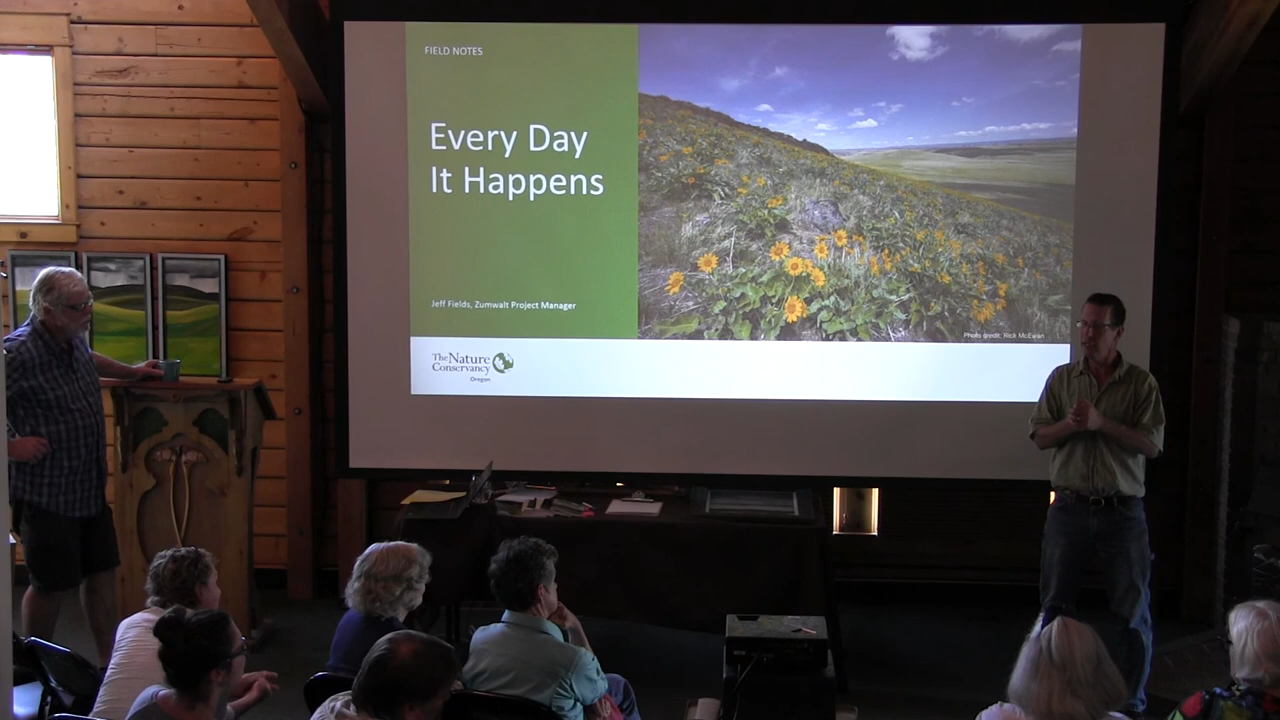 FIELD NOTES
Every Day
It Happens
Jeff Fields, Zumwalt Project Manager
Photo credit: Rick McEwan
The Nature
Conservancy
Oregon